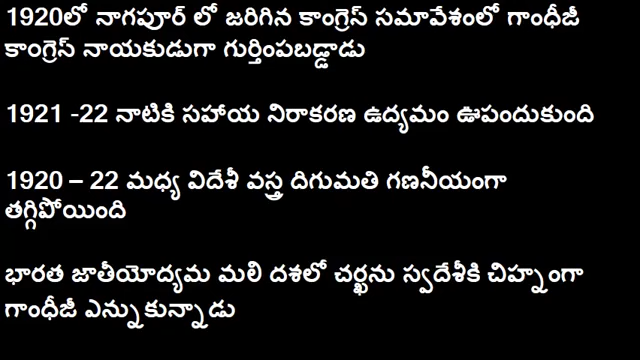 1920లో నాగపూర్ లో జరిగిన కాంగ్రెస్ సమావేశంలో గాంధీజీ
కాంగ్రెస్ నాయకుడుగా గుర్తింపబడ్డాడు
1921 -22 నాటికి సహాయ నిరాకరణ ఉద్యమం ఊపందుకుంది
1920 – 22 మధ్య విదేశీ వస్త్ర దిగుమతి గణనీయంగా
తగ్గిపోయింది
భారత జాతీయోద్యమ మలి దశలో చర్ఖను స్వదేశీకి చిహ్నంగా
గాంధీజీ ఎన్నుకున్నాడు